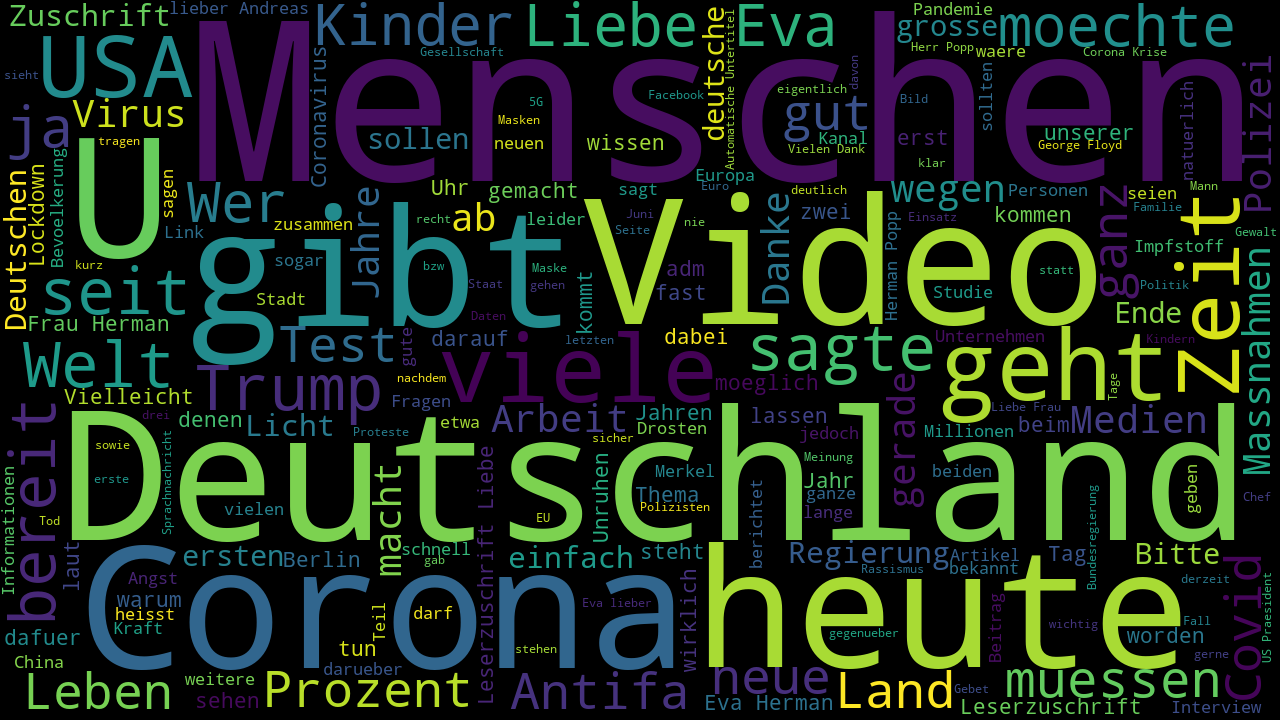 Zuschrift
lieber Andreas
Kinder
Liebe
Eva
deutsche
Pandemie
grosse
moechte
USA
Menschen
sieht
Gesellschaft
Automatische Untertitel
Herr Popp
waere
Corona Krise
davon
Polizei
Coronavirus
Virus
ja
Facebook
eigentlich
gut
Bild
sollten
natuerlich
5G
Masken
sollen
neuen
wissen
Kanal
Vielen Dank
erst
unserer
George Floyd
tragen
U
klar
Deutschen
Lockdown
Bevoelkerung
sagen
Wer
Uhr
gemacht
sagt
Europa
Euro
deutlich
wegen
Personen
seien
Mann
Jahre
gibt
Video
Danke
zwei
ganz
zeit
Link
zusammen
recht
ab
leider
Juni
Seite
nie
Einsatz
kommen
Familie
Gewalt
kurz
sogar
bzw
Maske
gehen
kommt
adm
fast
Herman Popp
Studie
statt
Impfstoff
Politik
Massnahmen
seit
Stadt
Staat
Daten
Ende
Frau Herman
Test
gute
darauf
letzten
dabei
sagte
Unternehmen
geht
Kindern
Welt
Trump
nachdem
viele
moeglich
gerade
Tage
Vielleicht
Fragen
bereit
drei
denen
Licht
Proteste
etwa
Arbeit
Jahren
Drosten
lassen
jedoch
Liebe Frau
Millionen
beim
Medien
sowie
Deutschland
sicher
Meinung
erste
Sprachnachricht
macht
Leserzuschrift Liebe
Unruhen
Merkel
Thema
Polizisten
berichtet
Jahr
ganze
lange
beiden
geben
Chef
Informationen
Tod
vielen
EU
Bundesregierung
laut
ersten
Berlin
schnell
gab
einfach
steht
Regierung
Rassismus
Artikel
bekannt
Tag
Bitte
Corona
heute
covid
US Praesident
Angst
warum
heisst
Kraft
Teil
darf
Eva lieber
wirklich
gegenueber
Beitrag
wichtig
derzeit
Fall
worden
dafuer
China
tun
darueber
stehen
gerne
Leben
weitere
sehen
Prozent
Antifa
neue
Eva Herman
Land
Gebet
muessen
Leserzuschrift
Interview